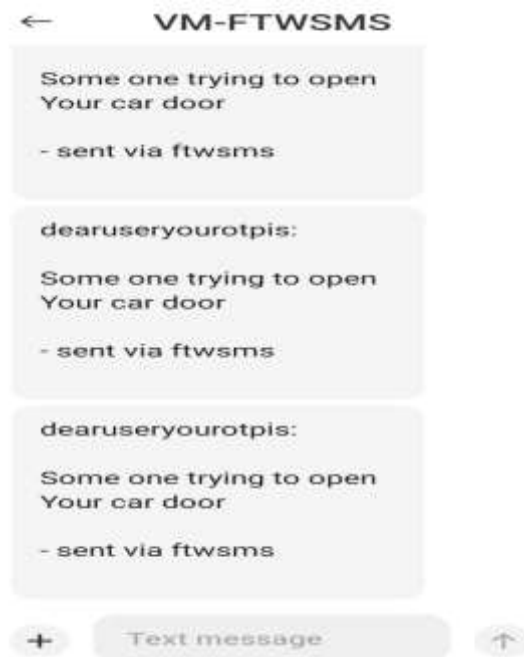 VM-FTWSMS
Some one trying to open
Your car door
- sent via ftwsms
dearuseryourotpis:
Some one trying to open
Your car door
- sent via ftwsms
dearuseryourotpis:
Some one trying to open
Your car door
- sent via ftwsms
Text message